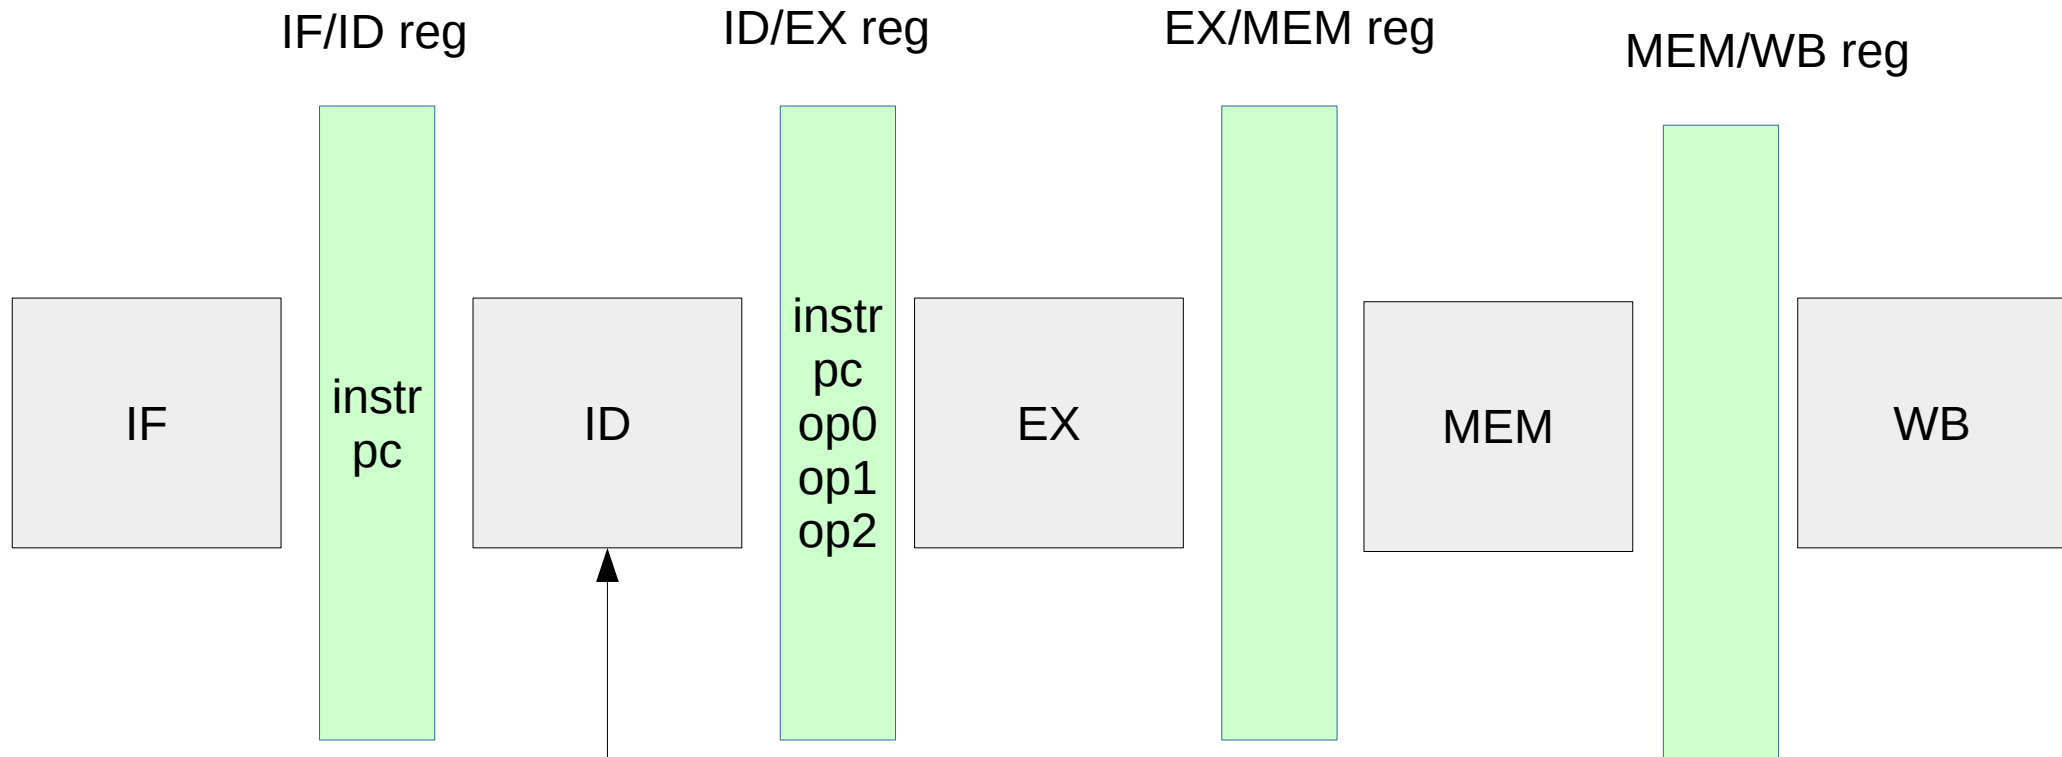 IF/ID reg
ID/EX reg
EX/MEM reg
MEM/WB reg
IF
instr
pc
ID
instr
pc
op0
op1
op2
EX
MEM
WB